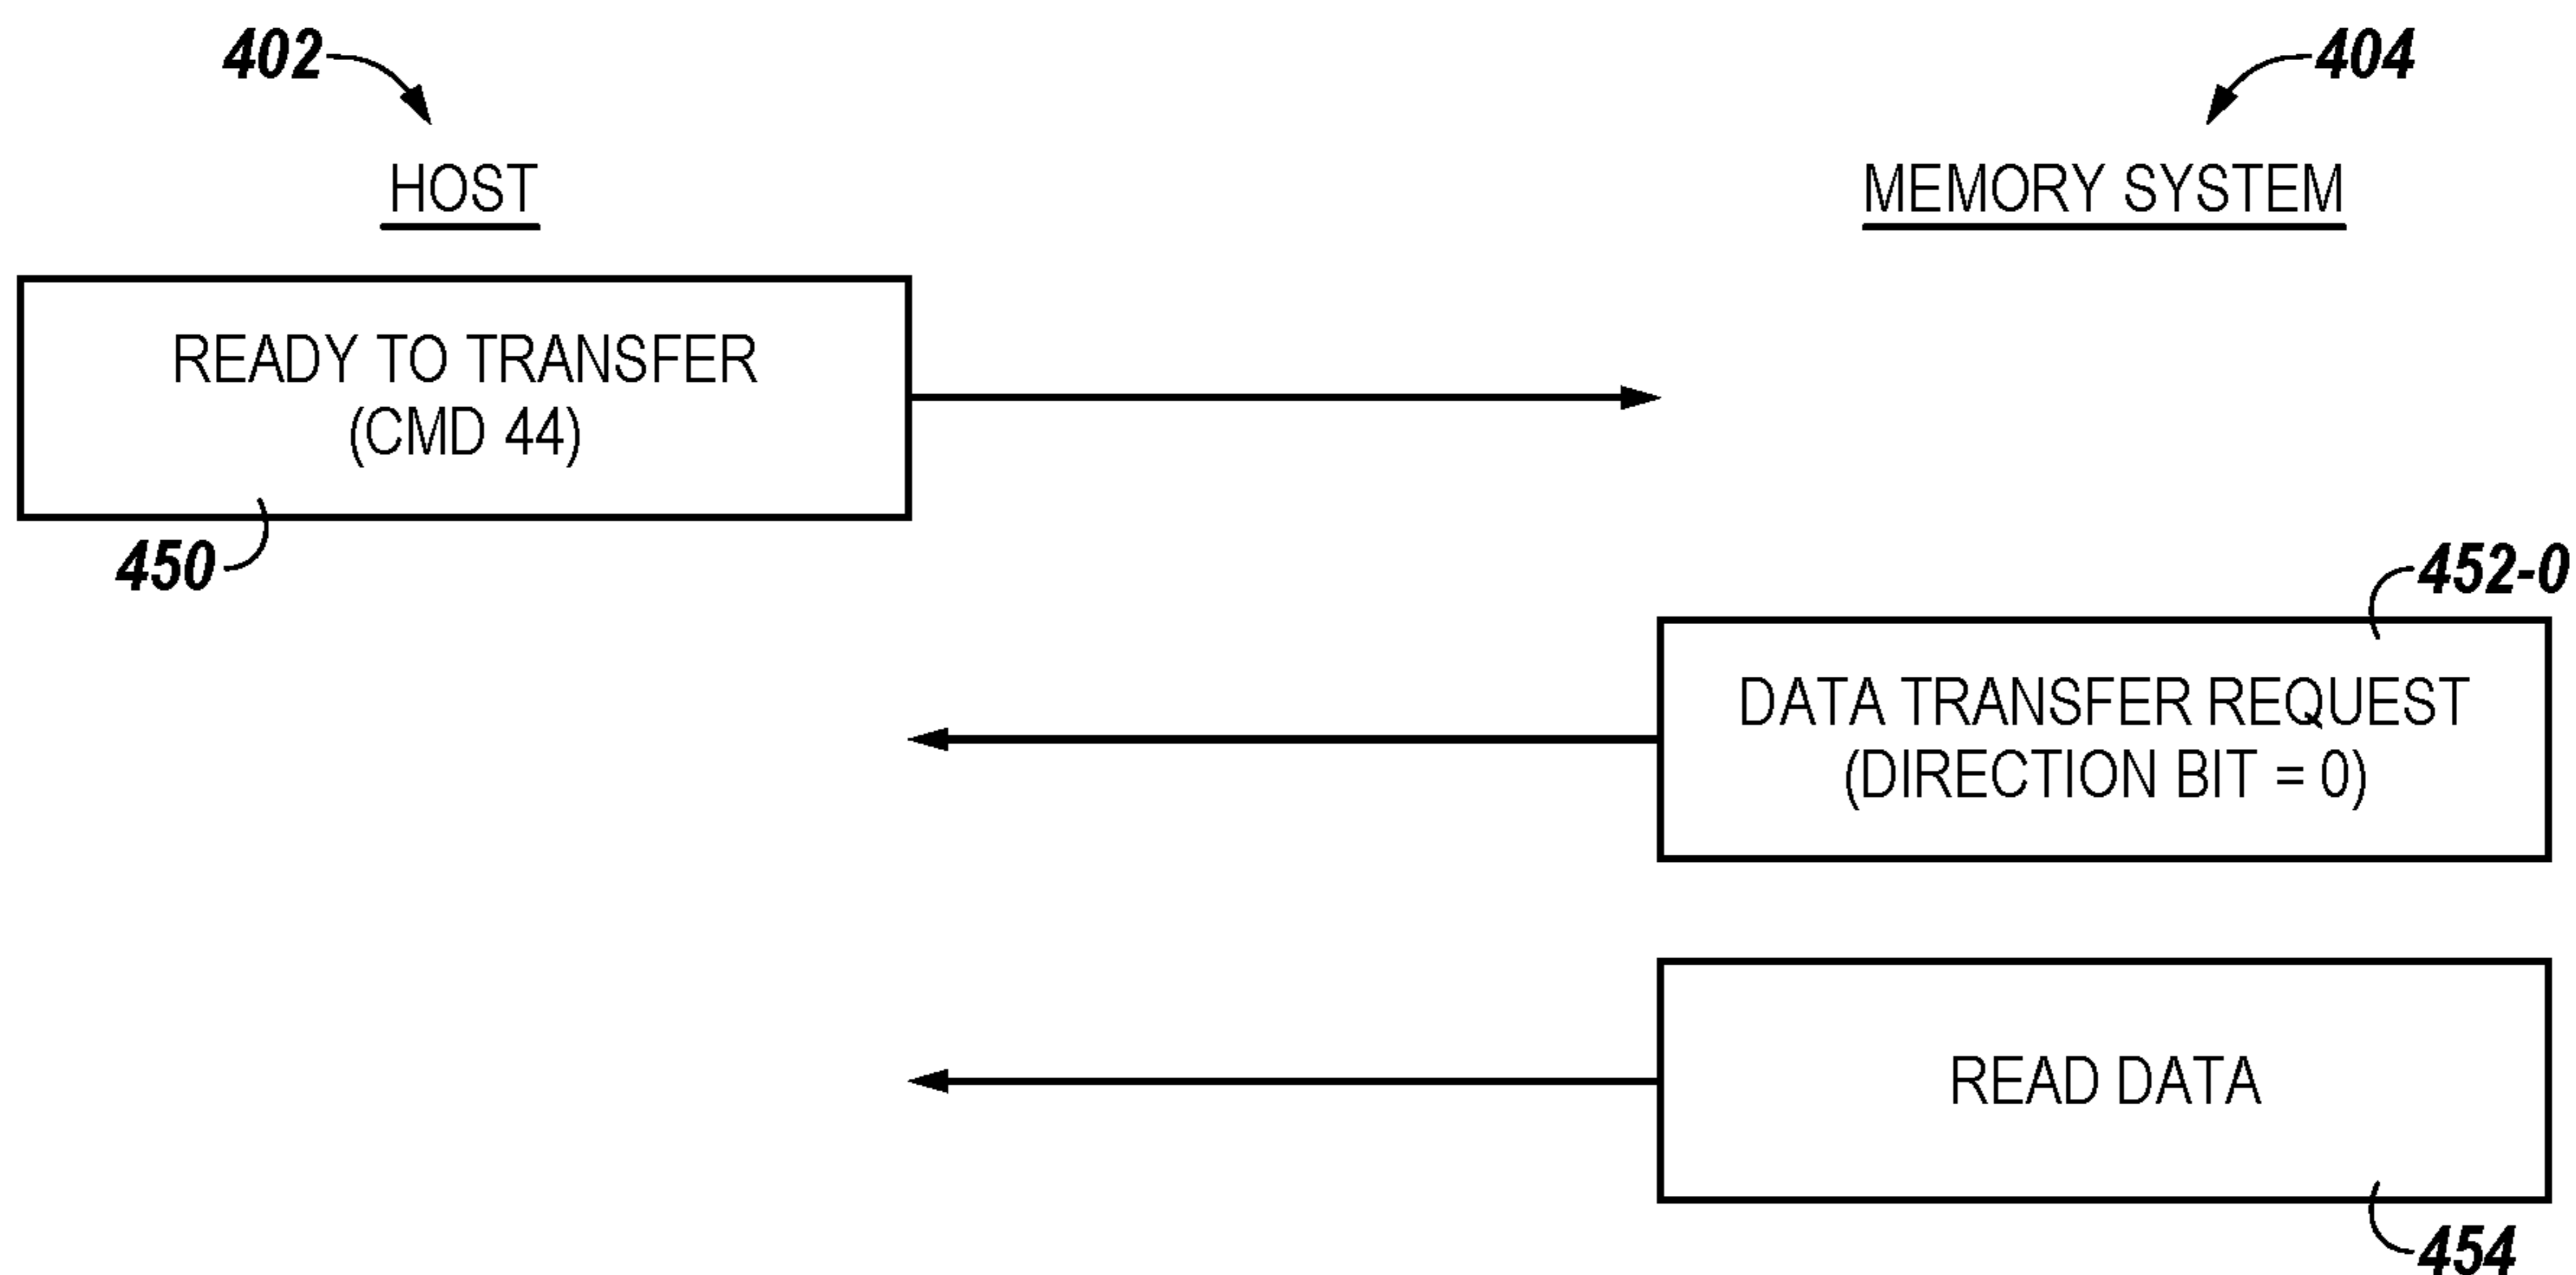 402
404
HOST
MEMORY SYSTEM
READY TO TRANSFER
(CMD 44)
450
452-0
DATA TRANSFER REQUEST
(DIRECTION BIT = 0)
READ DATA
454